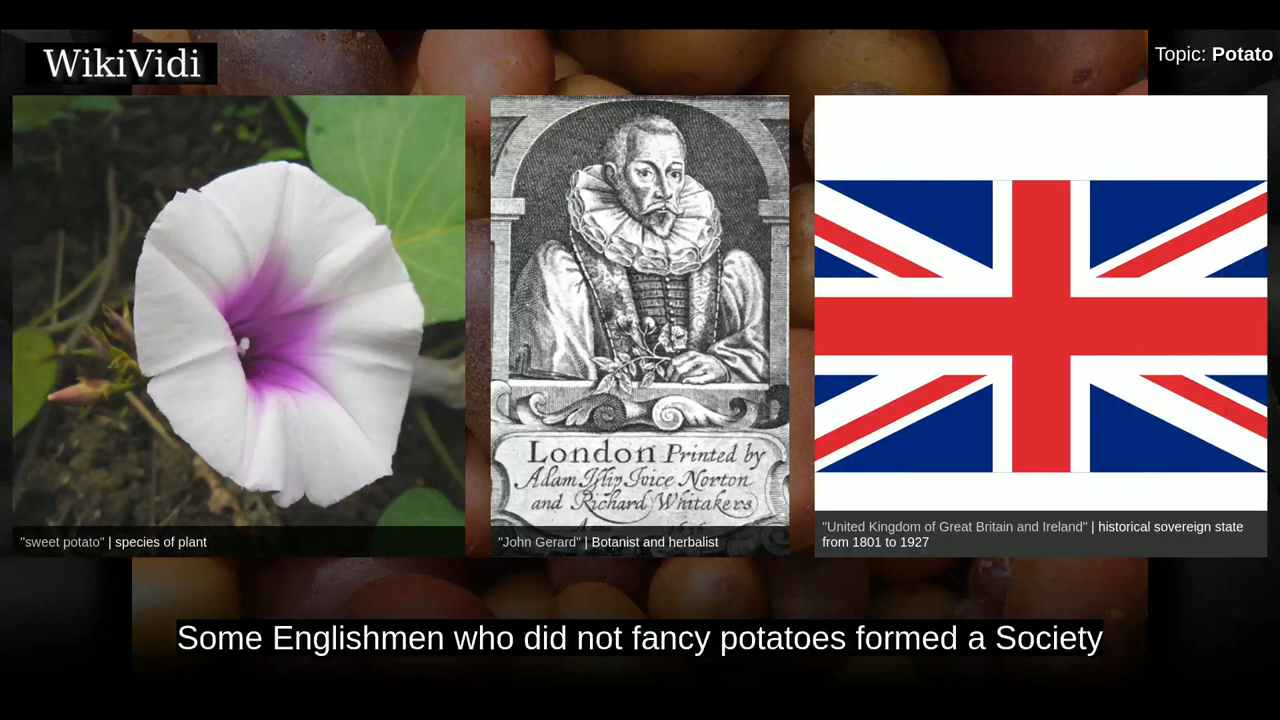 WikiVidi
Topic: Potato
London Printed by
Adam Islip Joice Norton
and Richard Whitakers
"sweet potato" | species of plant
"John Gerard" | Botanist and herbalist
"United Kingdom of Great Britain and Ireland" | historical sovereign state
from 1801 to 1927
Some Englishmen who did not fancy potatoes formed a Society